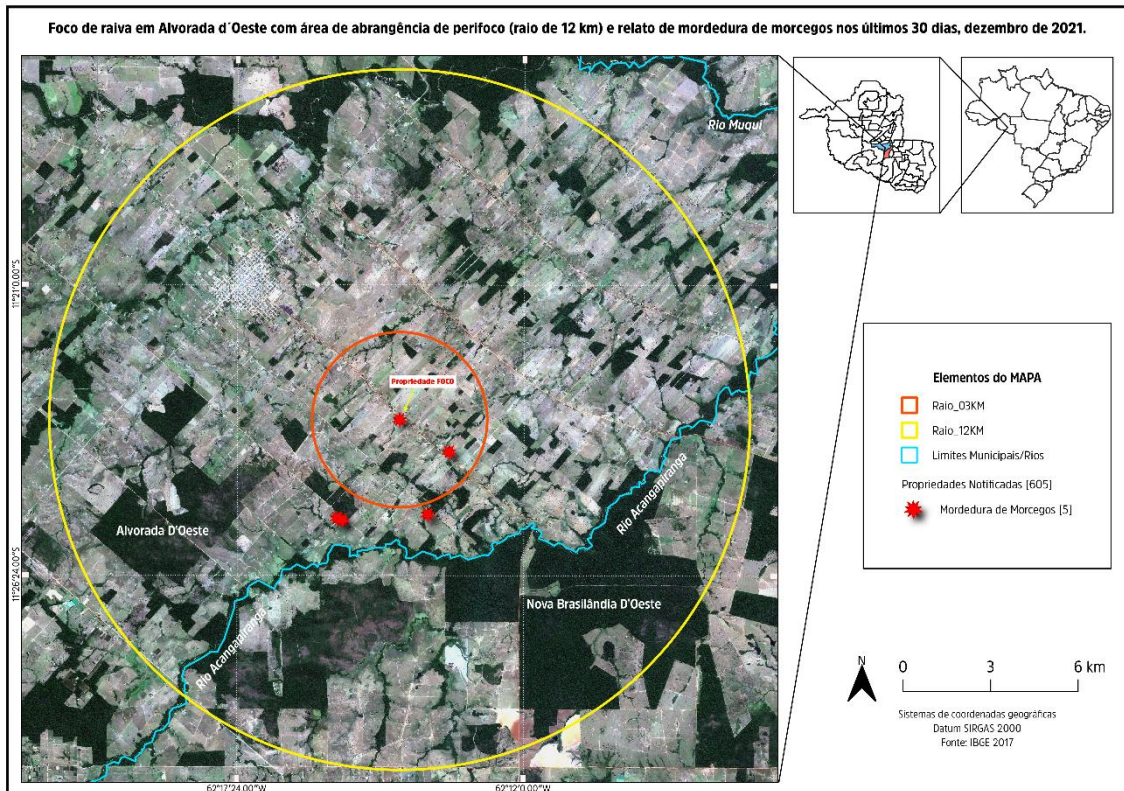 Foco de raiva em Alvorada d´Oeste com área de abrangência de perifoco (raio de 12 km) e relato de mordedura de morcegos nos últimos 30 dias, dezembro de 2021.
Rio Muqui
11°21'0.00"S
Propriedade FOCO
Rio Acangapiranga
Alvorada D'Oeste
11°26'24.00"S
Nova Brasilândia D'Oeste
Rio Acangapiranga
62°17'24.00"W
62°12'0.00"W
Elementos do MAPA
Raio_03KM
Raio_12KM
Limites Municipais/Rios
Propriedades Notificadas [605]
Mordedura de Morcegos [5]
N
0 3 6 km
Sistemas de coordenadas geográficas
Datum SIRGAS 2000
Fonte: IBGE 2017